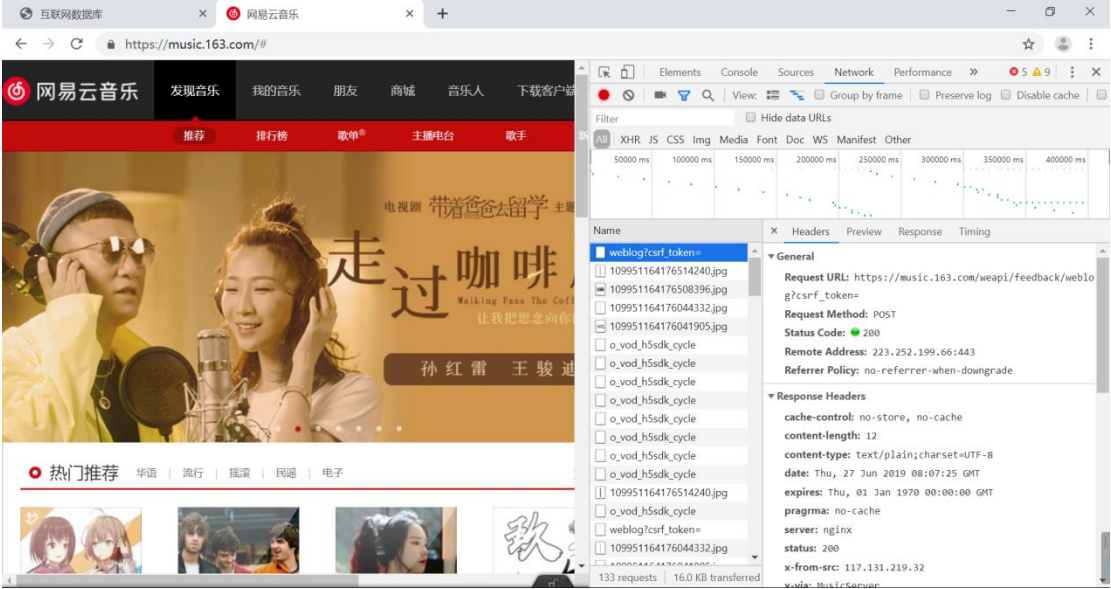 互联网数据库 × 网易云音乐 × +
https://music.163.com/#
网易云音乐 发现音乐 我的音乐 朋友 商城 音乐人 下载客户端
推荐 排行榜 歌单® 主播电台 歌手 新
电视剧 带着爸爸去留学 主题
走过咖啡
Walking Pass The Coff
让我把思念向你
孙红雷 王骏迪
热门推荐 华语 | 流行 | 摇滚 | 民谣 | 电子
Elements Console Sources Network Performance » 5 9
View: Group by frame Preserve log Disable cache
Filter Hide data URLs
All XHR JS CSS Img Media Font Doc WS Manifest Other
50000 ms 100000 ms 150000 ms 200000 ms 250000 ms 300000 ms 350000 ms 400000 ms
Name
weblog?csrf_token=
109951164176514240.jpg
109951164176508396.jpg
109951164176044332.jpg
109951164176041905.jpg
o_vod_h5sdk_cycle
o_vod_h5sdk_cycle
o_vod_h5sdk_cycle
o_vod_h5sdk_cycle
o_vod_h5sdk_cycle
o_vod_h5sdk_cycle
o_vod_h5sdk_cycle
o_vod_h5sdk_cycle
109951164176514240.jpg
o_vod_h5sdk_cycle
weblog?csrf_token=
109951164176044332.jpg
133 requests | 16.0 KB transferred
× Headers Preview Response Timing
General
Request URL: https://music.163.com/weapi/feedback/weblo
g?csrf_token=
Request Method: POST
Status Code: 200
Remote Address: 223.252.199.66:443
Referrer Policy: no-referrer-when-downgrade
Response Headers
cache-control: no-store, no-cache
content-length: 12
content-type: text/plain;charset=UTF-8
date: Thu, 27 Jun 2019 08:07:25 GMT
expires: Thu, 01 Jan 1970 00:00:00 GMT
pragrma: no-cache
server: nginx
status: 200
x-from-src: 117.131.219.32
x-via: MusicServer